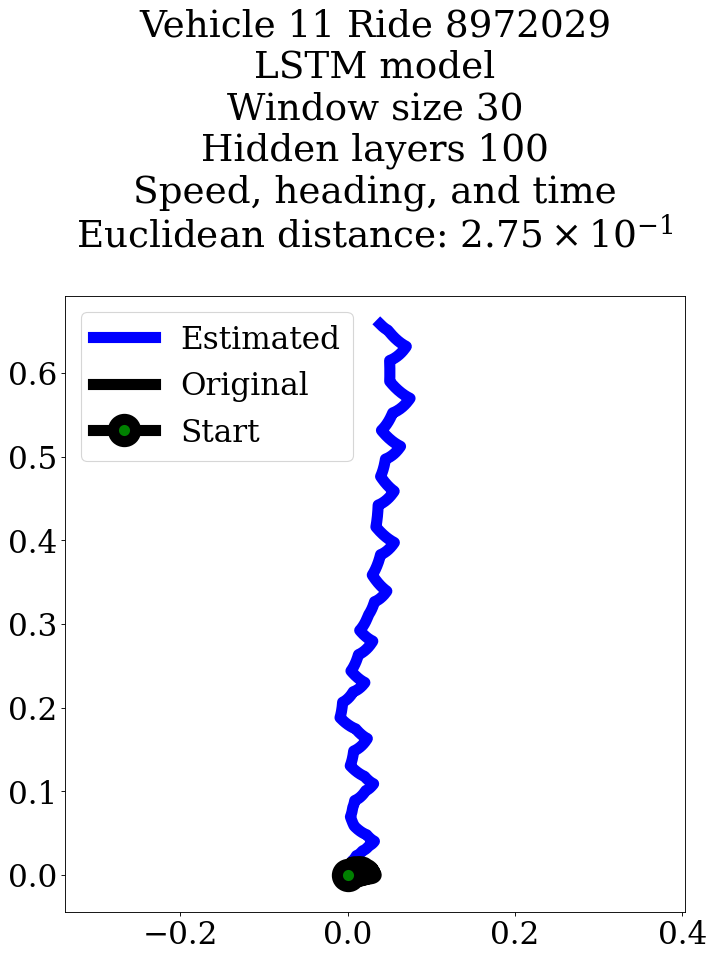 Vehicle 11 Ride 8972029
LSTM model
Window size 30
Hidden layers 100
Speed, heading, and time
Euclidean distance: 2.75 × 10⁻¹
Estimated
Original
Start
0.6
0.5
0.4
0.3
0.2
0.1
0.0
−0.2 0.0 0.2 0.4